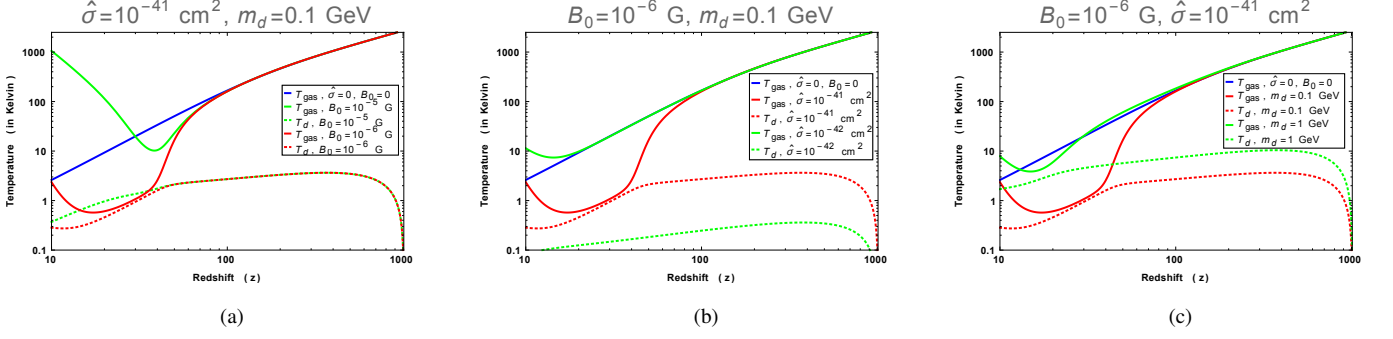 σ̂=10⁻⁴¹ cm², m_d=0.1 GeV
Temperature (in Kelvin)
1000
100
10
1
0.1
T_gas, σ̂=0, B₀=0
T_gas, B₀=10⁻⁵ G
T_d, B₀=10⁻⁵ G
T_gas, B₀=10⁻⁶ G
T_d, B₀=10⁻⁶ G
10
100
1000
Redshift (z)
(a)
B₀=10⁻⁶ G, m_d=0.1 GeV
Temperature (in Kelvin)
1000
100
10
1
0.1
T_gas, σ̂=0, B₀=0
T_gas, σ̂=10⁻⁴¹ cm²
T_d, σ̂=10⁻⁴¹ cm²
T_gas, σ̂=10⁻⁴² cm²
T_d, σ̂=10⁻⁴² cm²
10
100
1000
Redshift (z)
(b)
B₀=10⁻⁶ G, σ̂=10⁻⁴¹ cm²
Temperature (in Kelvin)
1000
100
10
1
0.1
T_gas, σ̂=0, B₀=0
T_gas, m_d=0.1 GeV
T_d, m_d=0.1 GeV
T_gas, m_d=1 GeV
T_d, m_d=1 GeV
10
100
1000
Redshift (z)
(c)